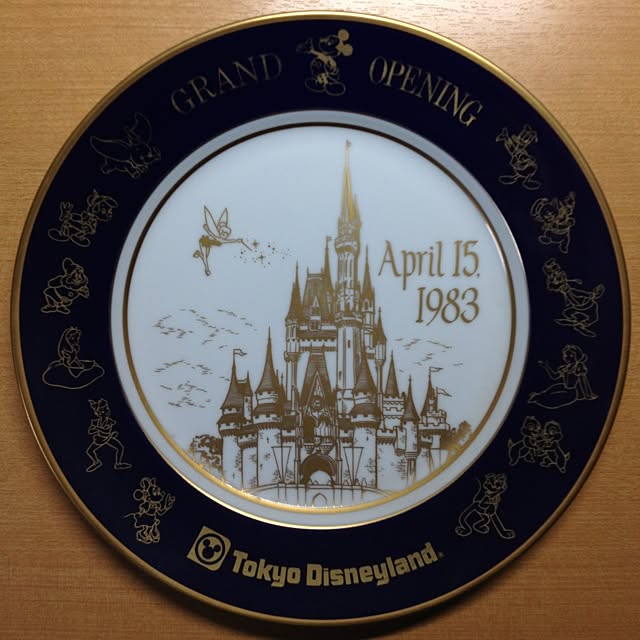 GRAND OPENING
April 15.
1983
Tokyo Disneyland®